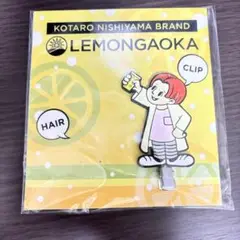 KOTARO NISHIYAMA BRAND
LEMONGAOKA
CLIP
HAIR